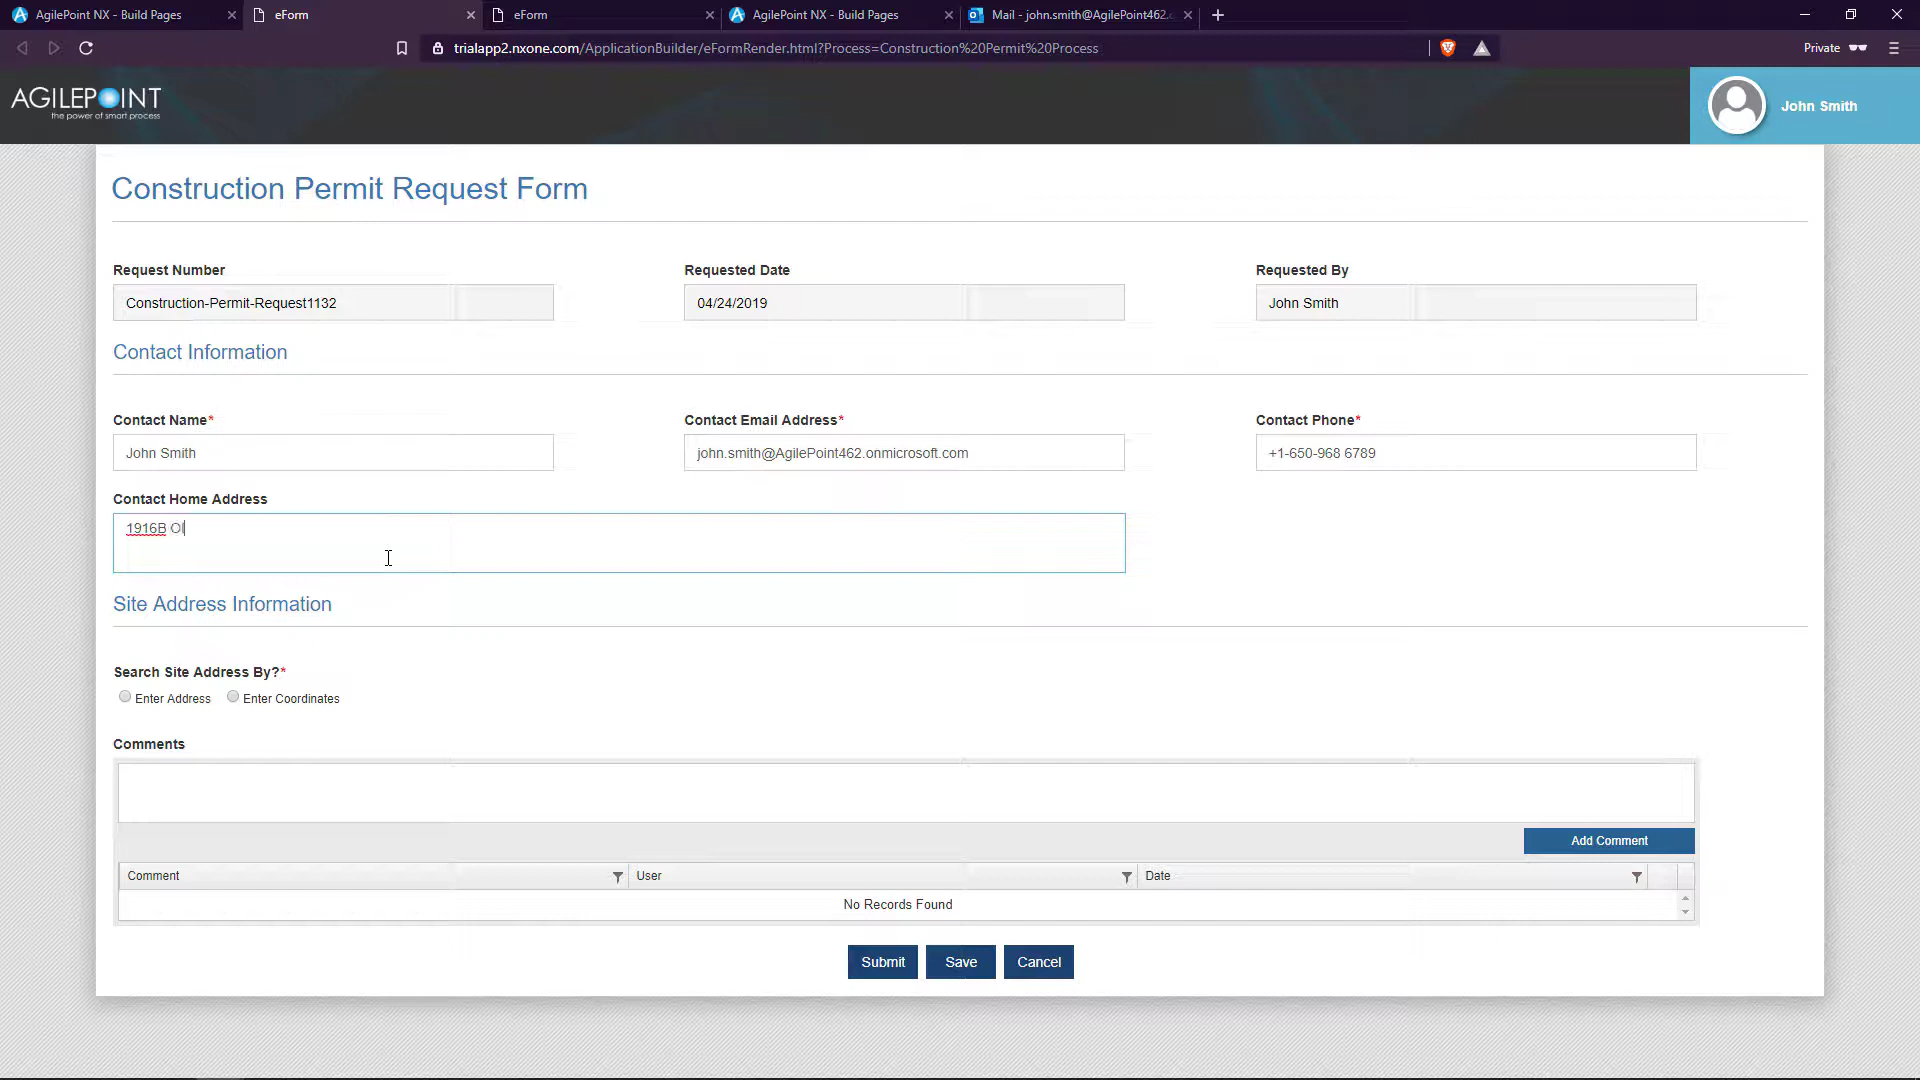 AgilePoint NX - Build Pages
eForm
eForm
AgilePoint NX - Build Pages
Mail - john.smith@AgilePoint462.
trialapp2.nxone.com/ApplicationBuilder/eFormRender.html?Process=Construction%20Permit%20Process
Private
AGILEPOINT
the power of smart process
John Smith
Construction Permit Request Form
Request Number
Requested Date
Requested By
Construction-Permit-Request1132
04/24/2019
John Smith
Contact Information
Contact Name*
Contact Email Address*
Contact Phone*
John Smith
john.smith@AgilePoint462.onmicrosoft.com
+1-650-968 6789
Contact Home Address
1916B Ol
Site Address Information
Search Site Address By?*
Enter Address
Enter Coordinates
Comments
Add Comment
Comment
User
Date
No Records Found
Submit
Save
Cancel